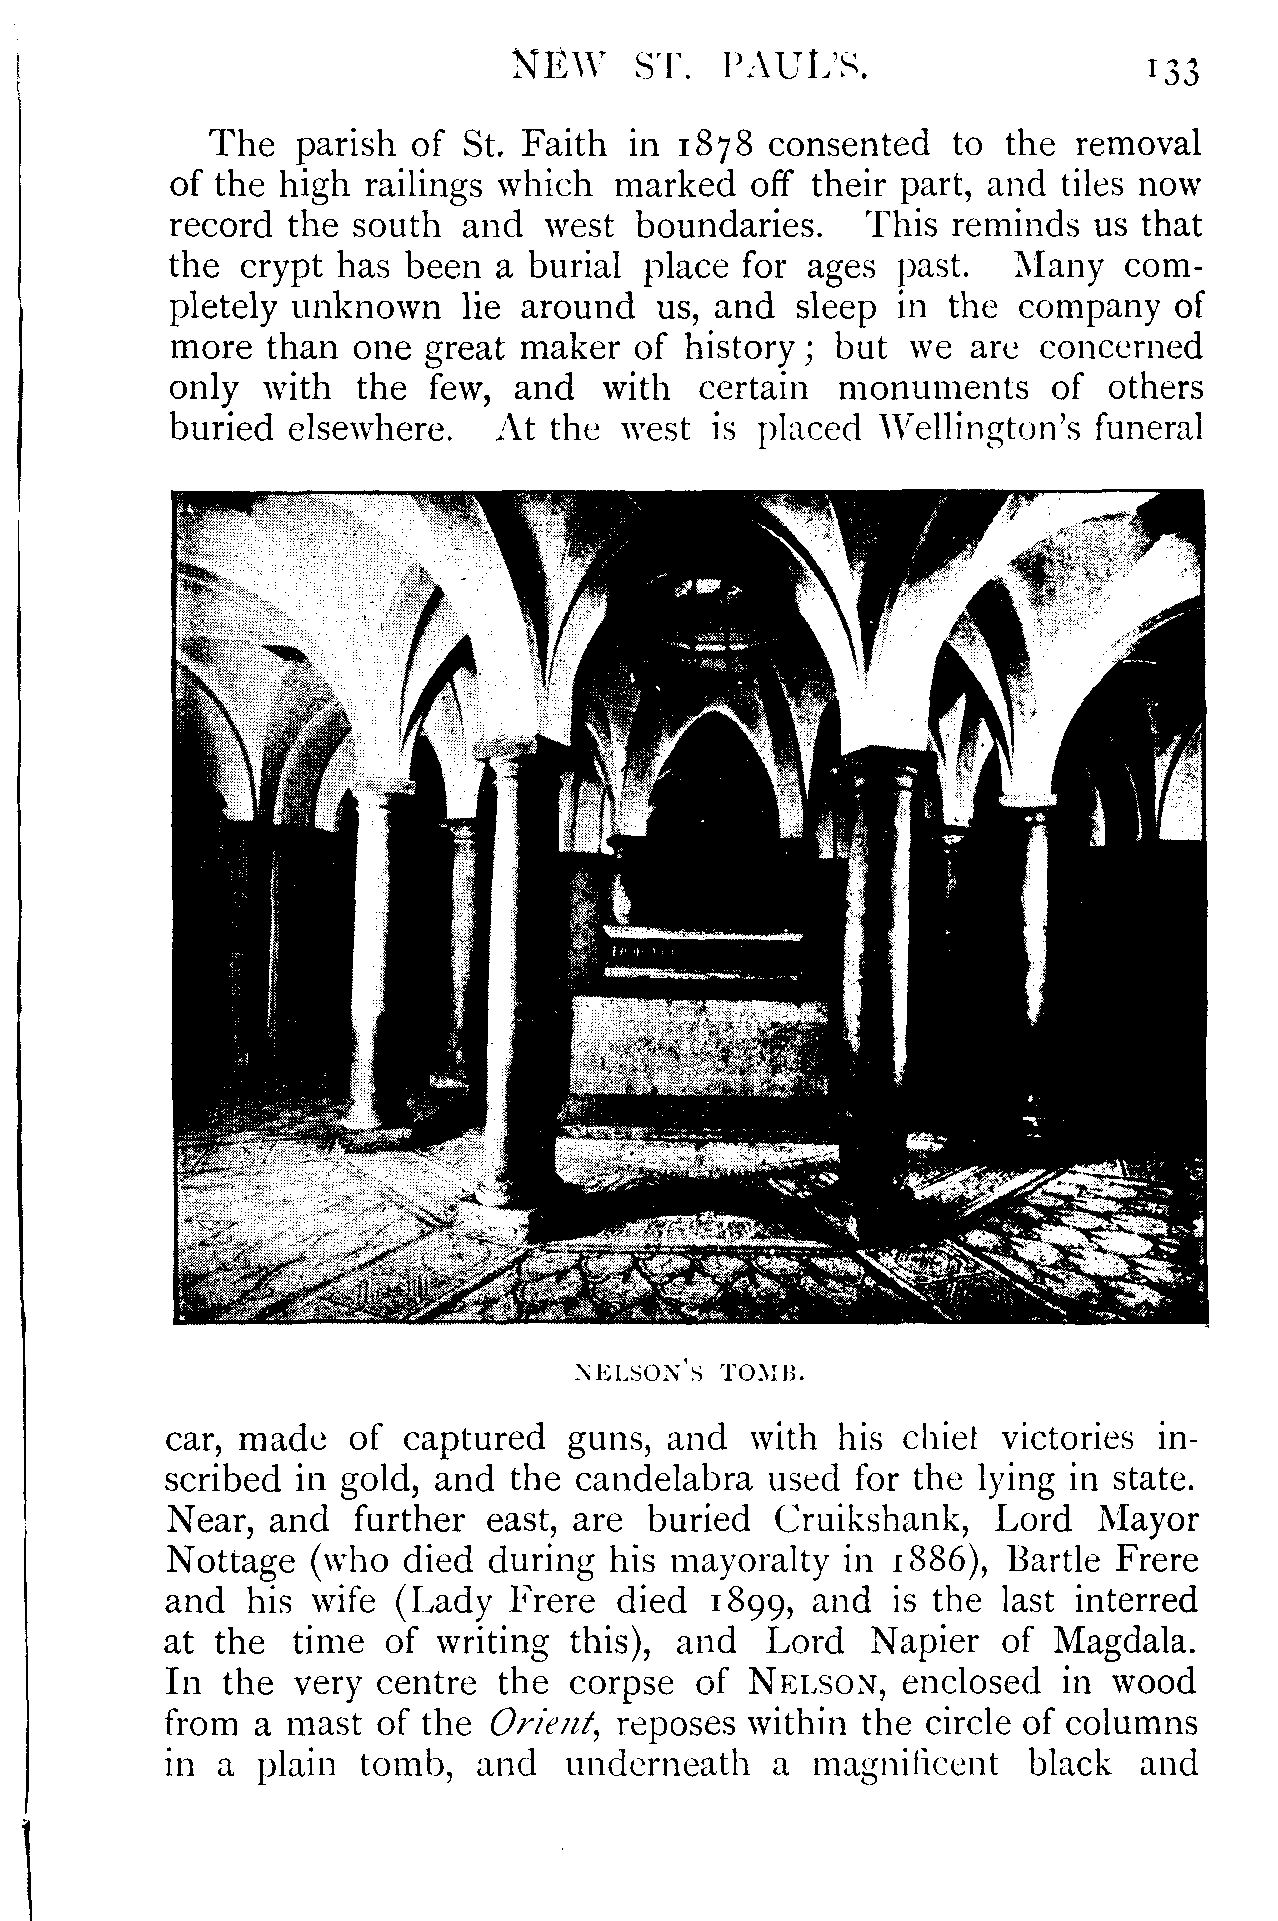 NEW ST. PAUL'S. 133
The parish of St. Faith in 1878 consented to the removal
of the high railings which marked off their part, and tiles now
record the south and west boundaries. This reminds us that
the crypt has been a burial place for ages past. Many com-
pletely unknown lie around us, and sleep in the company of
more than one great maker of history; but we are concerned
only with the few, and with certain monuments of others
buried elsewhere. At the west is placed Wellington's funeral
NELSON'S TOMB.
car, made of captured guns, and with his chief victories in-
scribed in gold, and the candelabra used for the lying in state.
Near, and further east, are buried Cruikshank, Lord Mayor
Nottage (who died during his mayoralty in 1886), Bartle Frere
and his wife (Lady Frere died 1899, and is the last interred
at the time of writing this), and Lord Napier of Magdala.
In the very centre the corpse of NELSON, enclosed in wood
from a mast of the Orient, reposes within the circle of columns
in a plain tomb, and underneath a magnificent black and